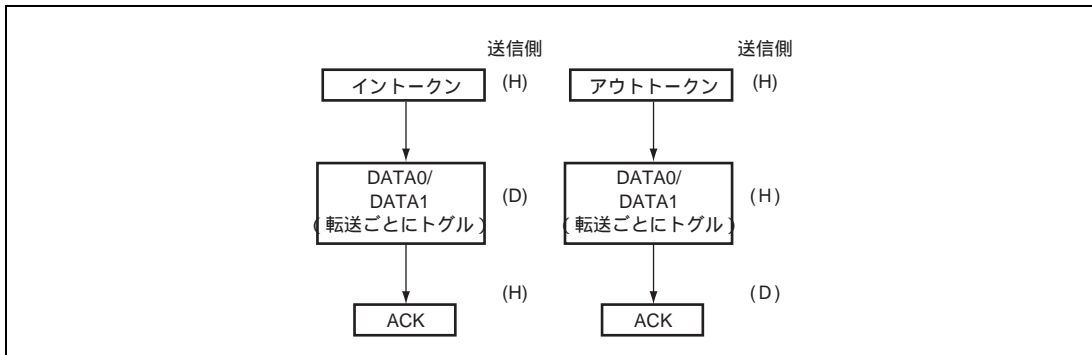 送信側
イントークン
(H)
DATA0/
DATA1
(転送ごとにトグル)
(D)
(H)
ACK
送信側
アウトトークン
(H)
DATA0/
DATA1
(転送ごとにトグル)
(H)
(D)
ACK